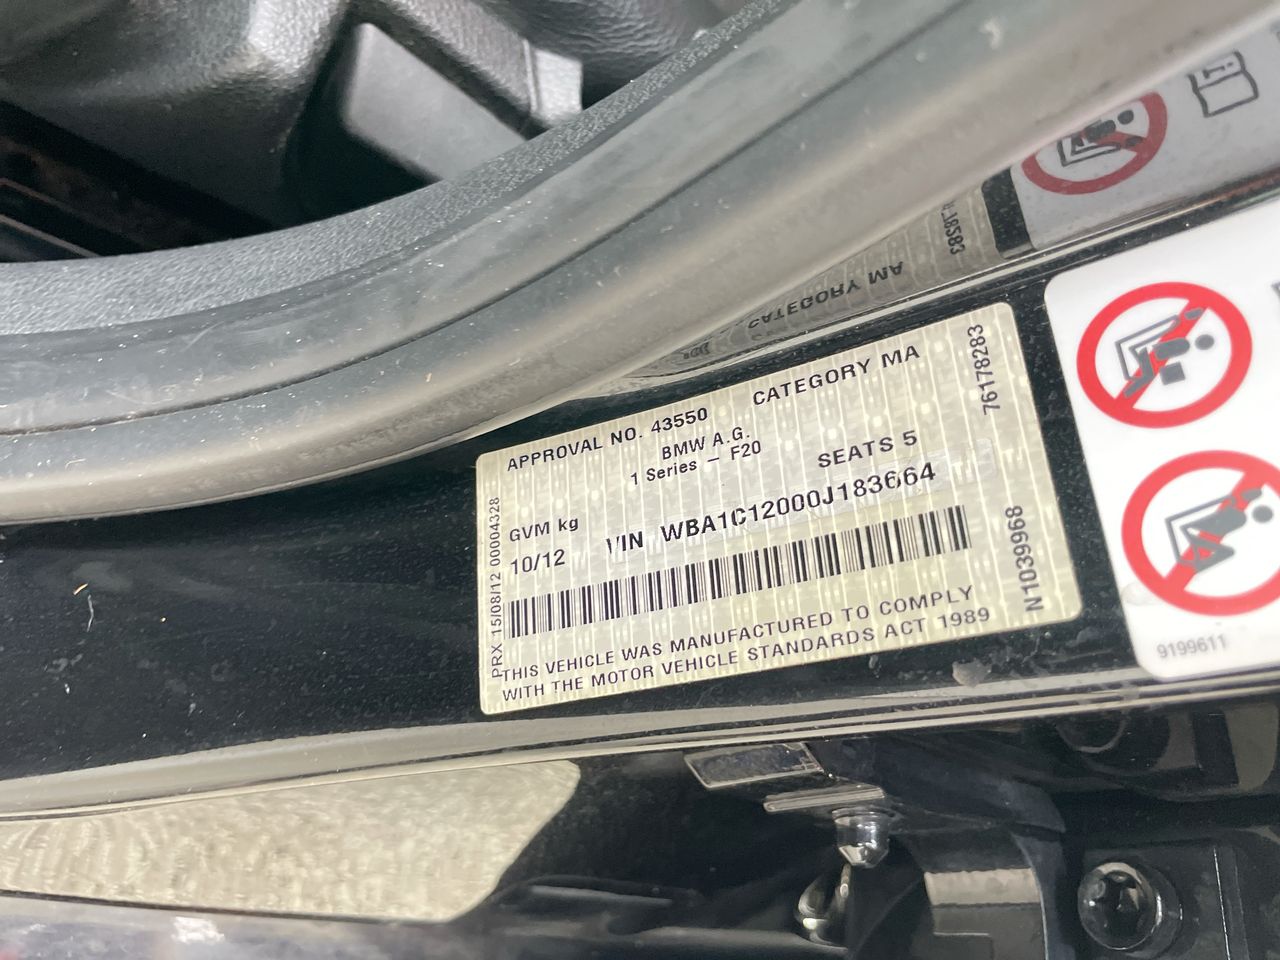 APPROVAL NO. 43550 CATEGORY MA
BMW A.G.
1 Series – F20
SEATS 5
GVM kg
10/12
VIN WBA1C12000J183664
THIS VEHICLE WAS MANUFACTURED TO COMPLY
WITH THE MOTOR VEHICLE STANDARDS ACT 1989
PRX 15/08/12 00004328
76178283
N1039968
9199611
CATEGORY MA